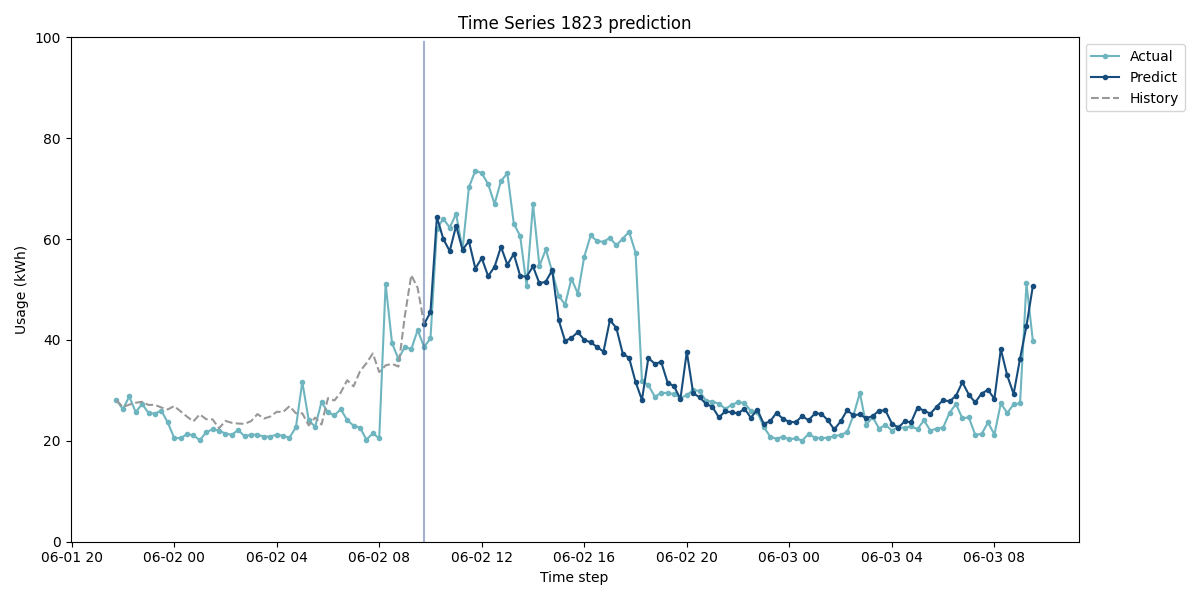 Time Series 1823 prediction
Usage (kWh)
100
80
60
40
20
0
06-01 20
06-02 00
06-02 04
06-02 08
06-02 12
06-02 16
06-02 20
06-03 00
06-03 04
06-03 08
Time step
Actual
Predict
History